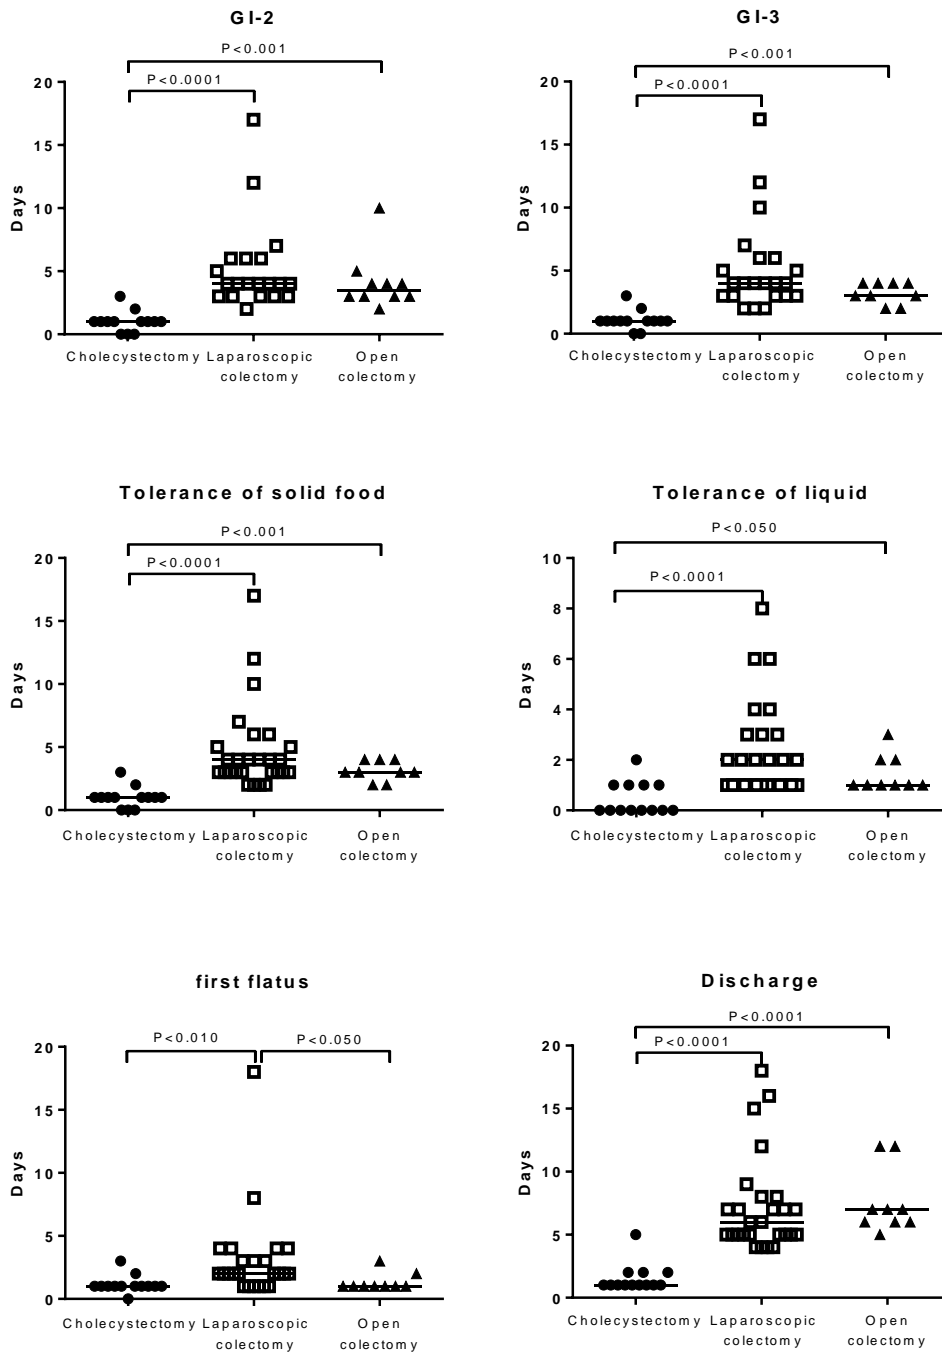 GI-2
P<0.001
P<0.0001
20
15
10
5
0
Days
Cholecystectomy Laparoscopic colectomy Open colectomy
GI-3
P<0.001
P<0.0001
20
15
10
5
0
Days
Cholecystectomy Laparoscopic colectomy Open colectomy
Tolerance of solid food
P<0.001
P<0.0001
20
15
10
5
0
Days
Cholecystectomy Laparoscopic colectomy Open colectomy
Tolerance of liquid
P<0.050
P<0.0001
10
8
6
4
2
0
Days
Cholecystectomy Laparoscopic colectomy Open colectomy
first flatus
P<0.010 P<0.050
20
15
10
5
0
Days
Cholecystectomy Laparoscopic colectomy Open colectomy
Discharge
P<0.0001
P<0.0001
20
15
10
5
0
Days
Cholecystectomy Laparoscopic colectomy Open colectomy